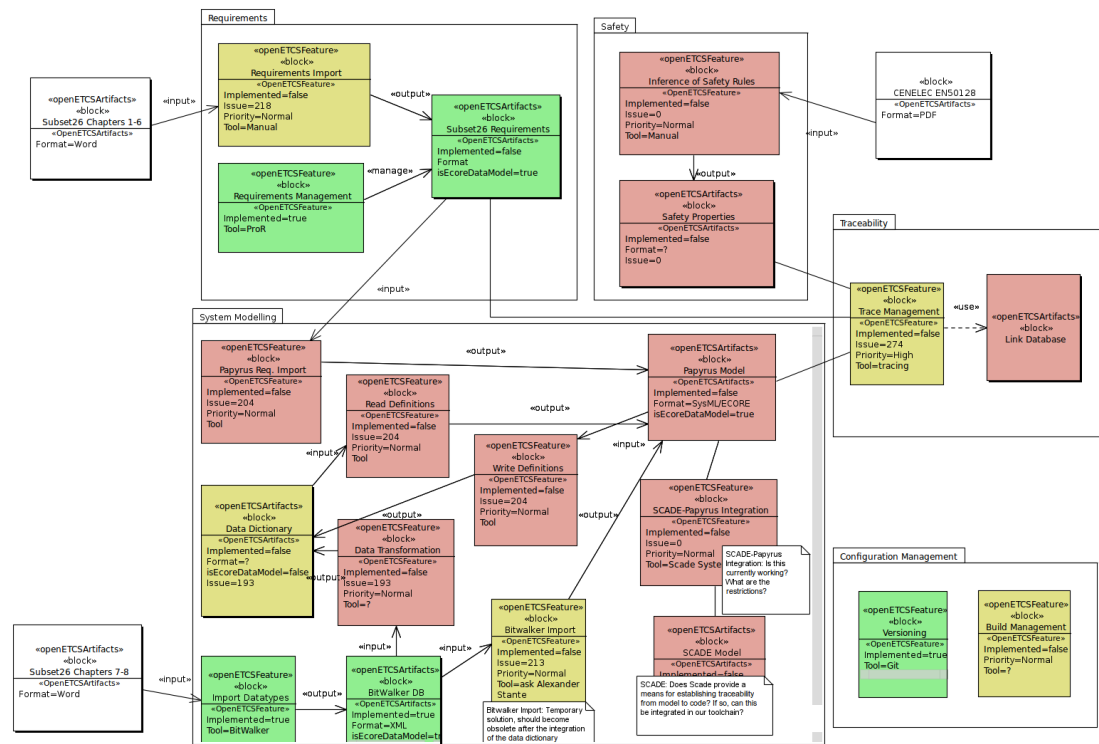 Requirements
«openETCSFeature»
«block»
Requirements Import
«OpenETCSFeature»
Implemented=false
Issue=218
Priority=Normal
Tool=Manual
«openETCSArtifacts»
«block»
Subset26 Chapters 1-6
«OpenETCSArtifacts»
Format=Word
«input»
«output»
«openETCSArtifacts»
«block»
Subset26 Requirements
«OpenETCSArtifacts»
Implemented=false
Format
isEcoreDataModel=true
«openETCSFeature»
«block»
Requirements Management
«OpenETCSFeature»
Implemented=true
Tool=ProR
«manage»
«input»
Safety
«openETCSFeature»
«block»
Inference of Safety Rules
«OpenETCSFeature»
Implemented=false
Issue=0
Priority=Normal
Tool=Manual
«block»
CENELEC EN50128
«OpenETCSArtifacts»
Format=PDF
«input»
«output»
«openETCSArtifacts»
«block»
Safety Properties
«OpenETCSArtifacts»
Implemented=false
Format=?
Issue=0
Traceability
«openETCSFeature»
«block»
Trace Management
«OpenETCSFeature»
Implemented=false
Issue=274
Priority=High
Tool=tracing
«use»
«openETCSArtifacts»
«block»
Link Database
System Modelling
«openETCSFeature»
«block»
Papyrus Req. Import
«OpenETCSFeature»
Implemented=false
Issue=204
Priority=Normal
Tool
«output»
«openETCSFeature»
«block»
Read Definitions
«OpenETCSFeature»
Implemented=false
Issue=204
Priority=Normal
Tool
«output»
«input»
«openETCSArtifacts»
«block»
Papyrus Model
«OpenETCSArtifacts»
Implemented=false
Format=SysML/ECORE
isEcoreDataModel=true
«input»
«openETCSFeature»
«block»
Write Definitions
«OpenETCSFeature»
Implemented=false
Issue=204
Priority=Normal
Tool
«output»
«openETCSArtifacts»
«block»
Data Dictionary
«OpenETCSArtifacts»
Implemented=false
Format=?
isEcoreDataModel=false
Issue=193
«openETCSFeature»
«block»
Data Transformation
«OpenETCSFeature»
Implemented=false
Issue=193
Priority=Normal
Tool=?
output»
«output»
«openETCSFeature»
«block»
SCADE-Papyrus Integration
«OpenETCSFeature»
Implemented=false
Issue=0
Priority=Normal
Tool=Scade Syste
SCADE-Papyrus
Integration: Is this
currently working?
What are the
restrictions?
«openETCSArtifacts»
«block»
SCADE Model
«OpenETCSArtifacts»
Implemented=false
SCADE: Does Scade provide a
means for establishing traceability
from model to code? If so, can this
be integrated in our toolchain?
«openETCSFeature»
«block»
Bitwalker Import
«OpenETCSFeature»
Implemented=false
Issue=213
Priority=Normal
Tool=ask Alexander
Stante
Bitwalker Import: Temporary
solution, should become
obsolete after the integration
of the data dictionary
«input»
«input»
«openETCSArtifacts»
«block»
BitWalker DB
«OpenETCSArtifacts»
Implemented=true
Format=XML
isEcoreDataModel=tr
«output»
«openETCSFeature»
«block»
Import Datatypes
«OpenETCSFeature»
Implemented=true
Tool=BitWalker
«input»
«openETCSArtifacts»
«block»
Subset26 Chapters 7-8
«OpenETCSArtifacts»
Format=Word
Configuration Management
«openETCSFeature»
«block»
Versioning
«OpenETCSFeature»
Implemented=true
Tool=Git
«openETCSFeature»
«block»
Build Management
«OpenETCSFeature»
Implemented=false
Priority=Normal
Tool=?